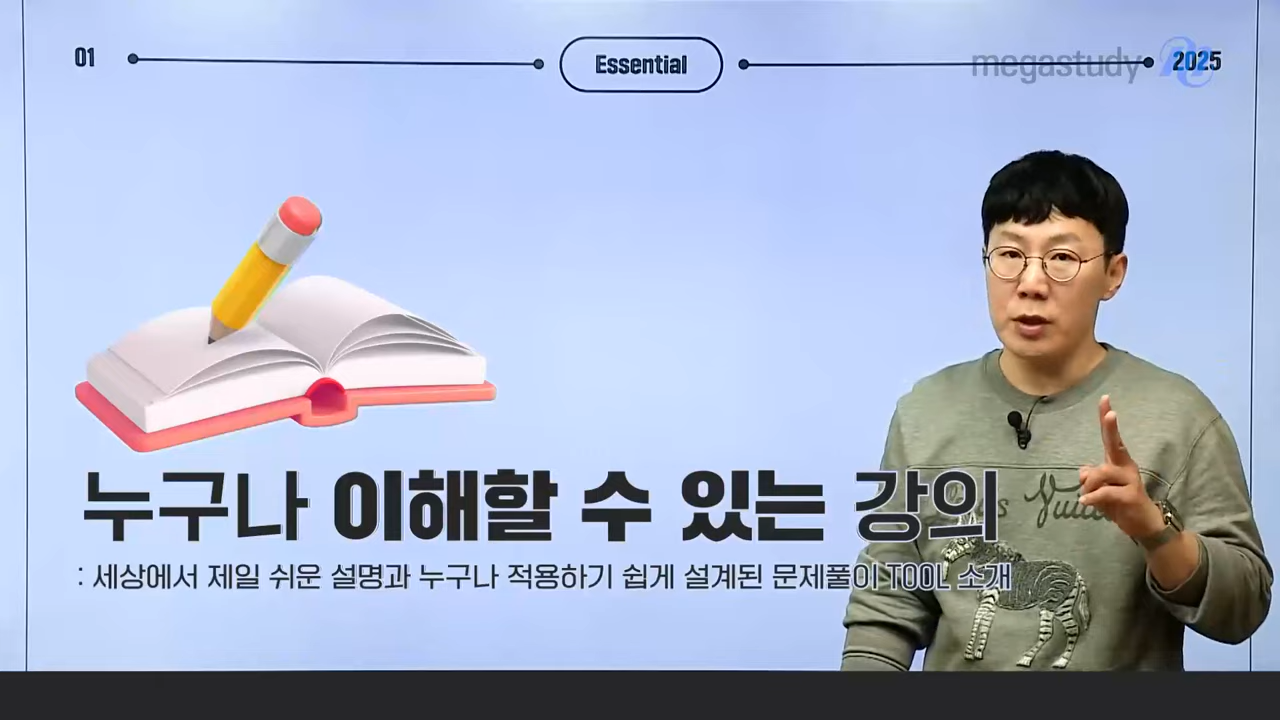 01
Essential
megastudy
2025
누구나 이해할 수 있는 강의
: 세상에서 제일 쉬운 설명과 누구나 적용하기 쉽게 설계된 문제풀이 TOOL 소개